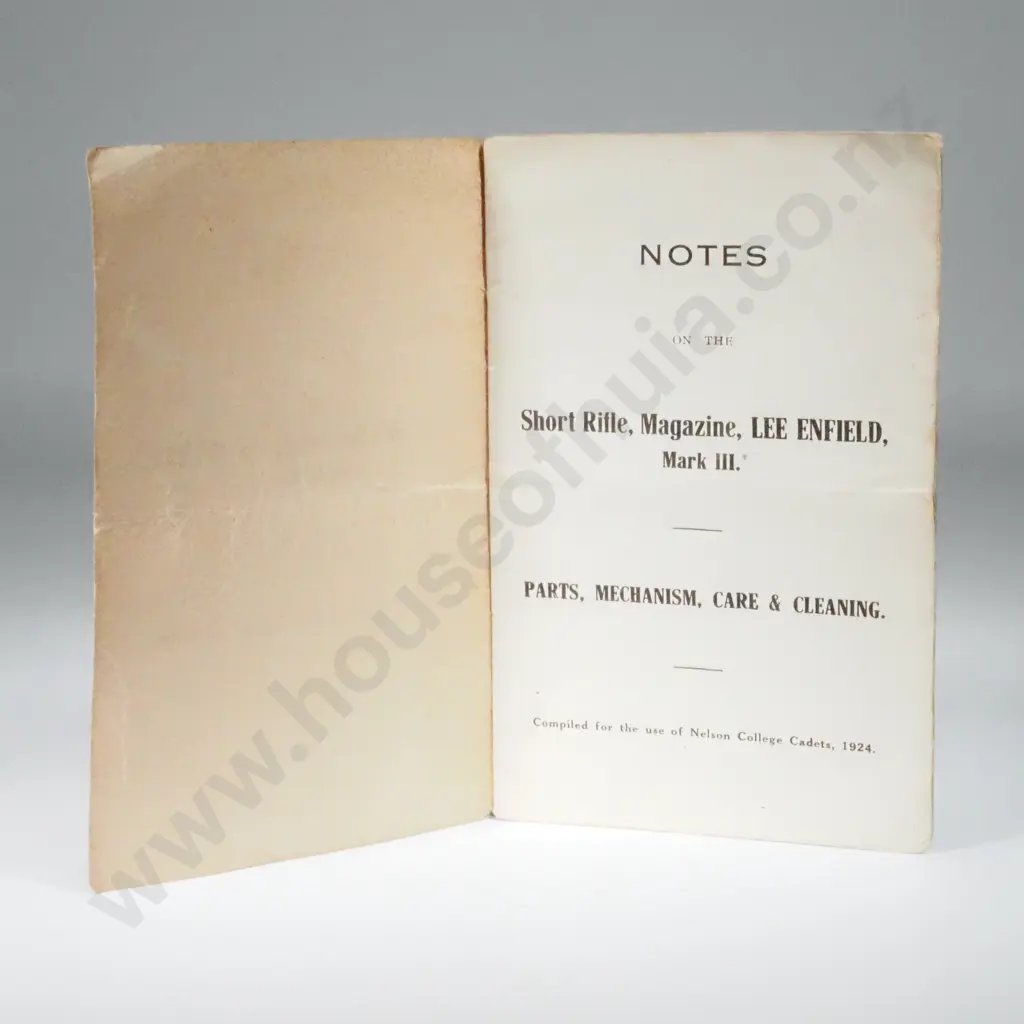 NOTES
ON THE
Short Rifle, Magazine, LEE ENFIELD,
Mark III.*
PARTS, MECHANISM, CARE & CLEANING.
Compiled for the use of Nelson College Cadets, 1924.
www.houseofhuia.co.nz